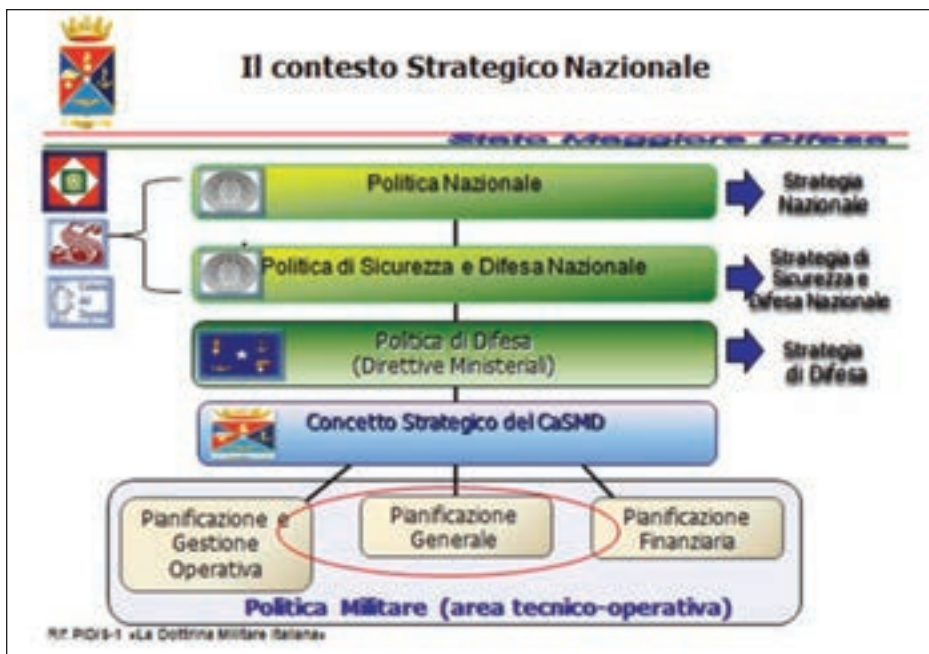 Il contesto Strategico Nazionale
Stato Maggiore Difesa
Politica Nazionale
Strategia
Nazionale
Politica di Sicurezza e Difesa Nazionale
Strategia di
Sicurezza e
Difesa Nazionale
Politica di Difesa
(Direttive Ministeriali)
Strategia
di Difesa
Concetto Strategico del CaSMD
Pianificazione e
Gestione
Operativa
Pianificazione
Generale
Pianificazione
Finanziaria
Politica Militare (area tecnico-operativa)
Rif. PID/S-1 «La Dottrina Militare Italiana»